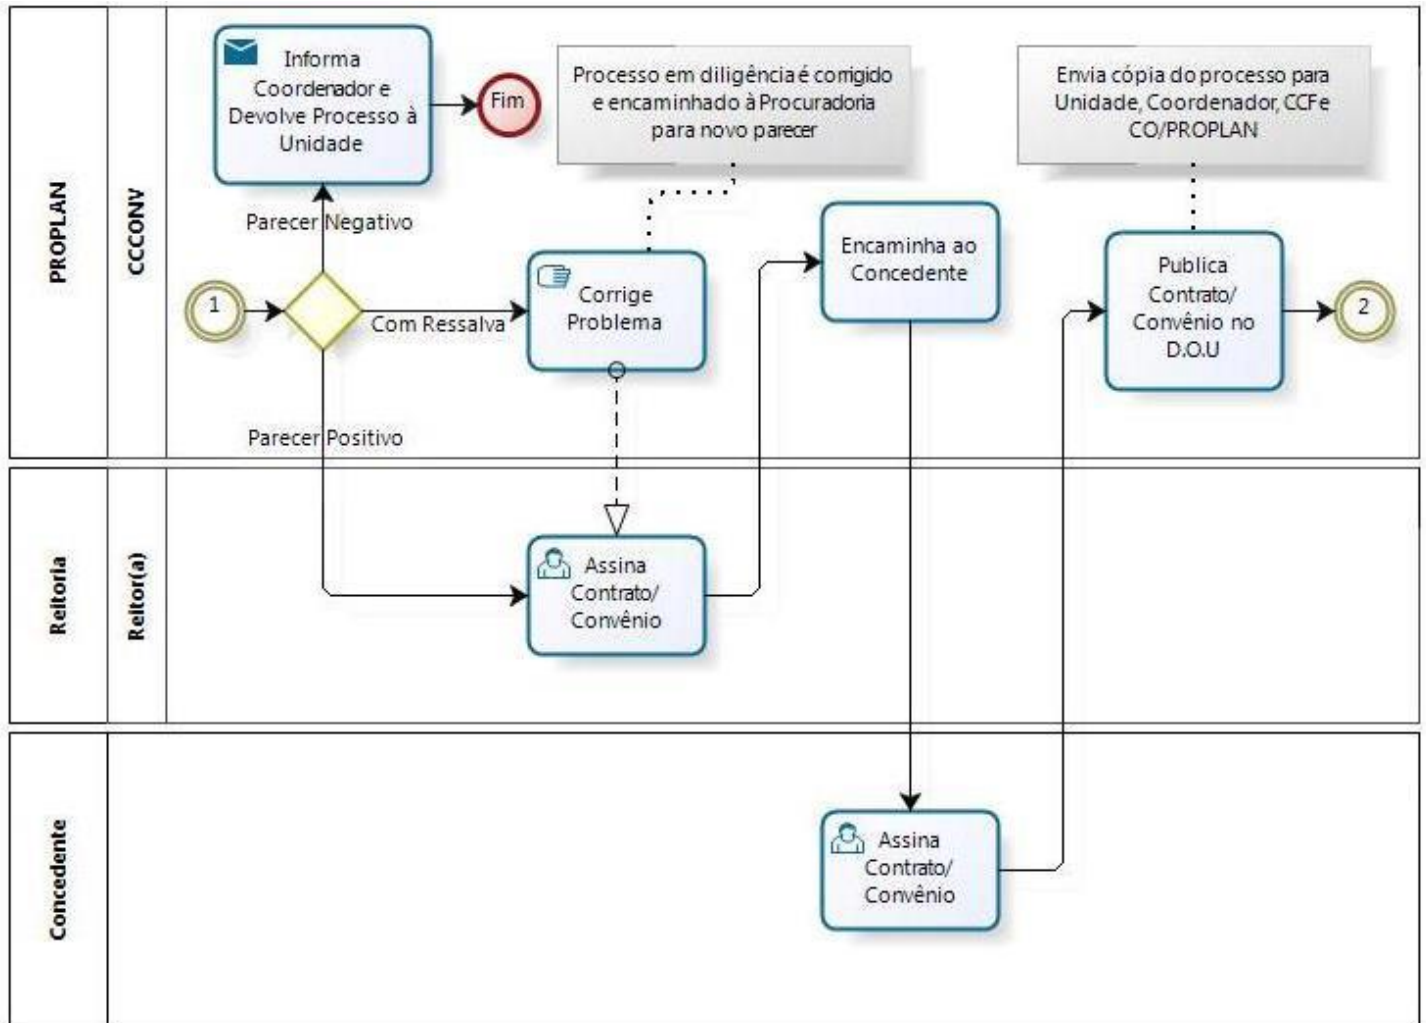 PROPLAN
CCCONV
Informa
Coordenador e
Devolve Processo à
Unidade
Fim
Processo em diligência é corrigido
e encaminhado à Procuradoria
para novo parecer
Envia cópia do processo para
Unidade, Coordenador, CCF e
CO/PROPLAN
Parecer Negativo
1
Com Ressalva
Corrige
Problema
Encaminha ao
Concedente
Publica
Contrato/
Convênio no
D.O.U
2
Parecer Positivo
Reitoria
Reitor(a)
Assina
Contrato/
Convênio
Concedente
Assina
Contrato/
Convênio